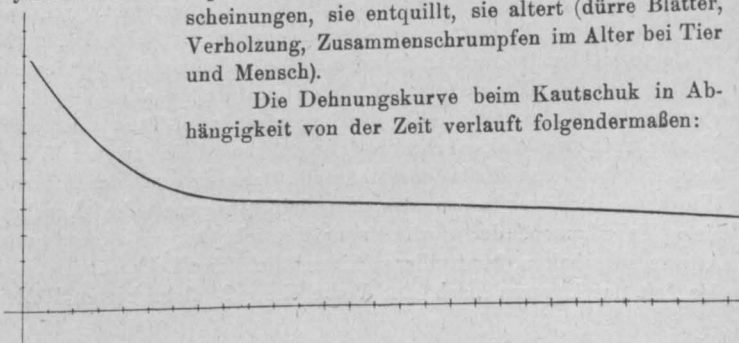 scheinungen, sie entquillt, sie altert (dürre Blätter,
Verholzung, Zusammenschrumpfen im Alter bei Tier
und Mensch).
Die Dehnungskurve beim Kautschuk in Ab-
hängigkeit von der Zeit verlauft folgendermaßen: